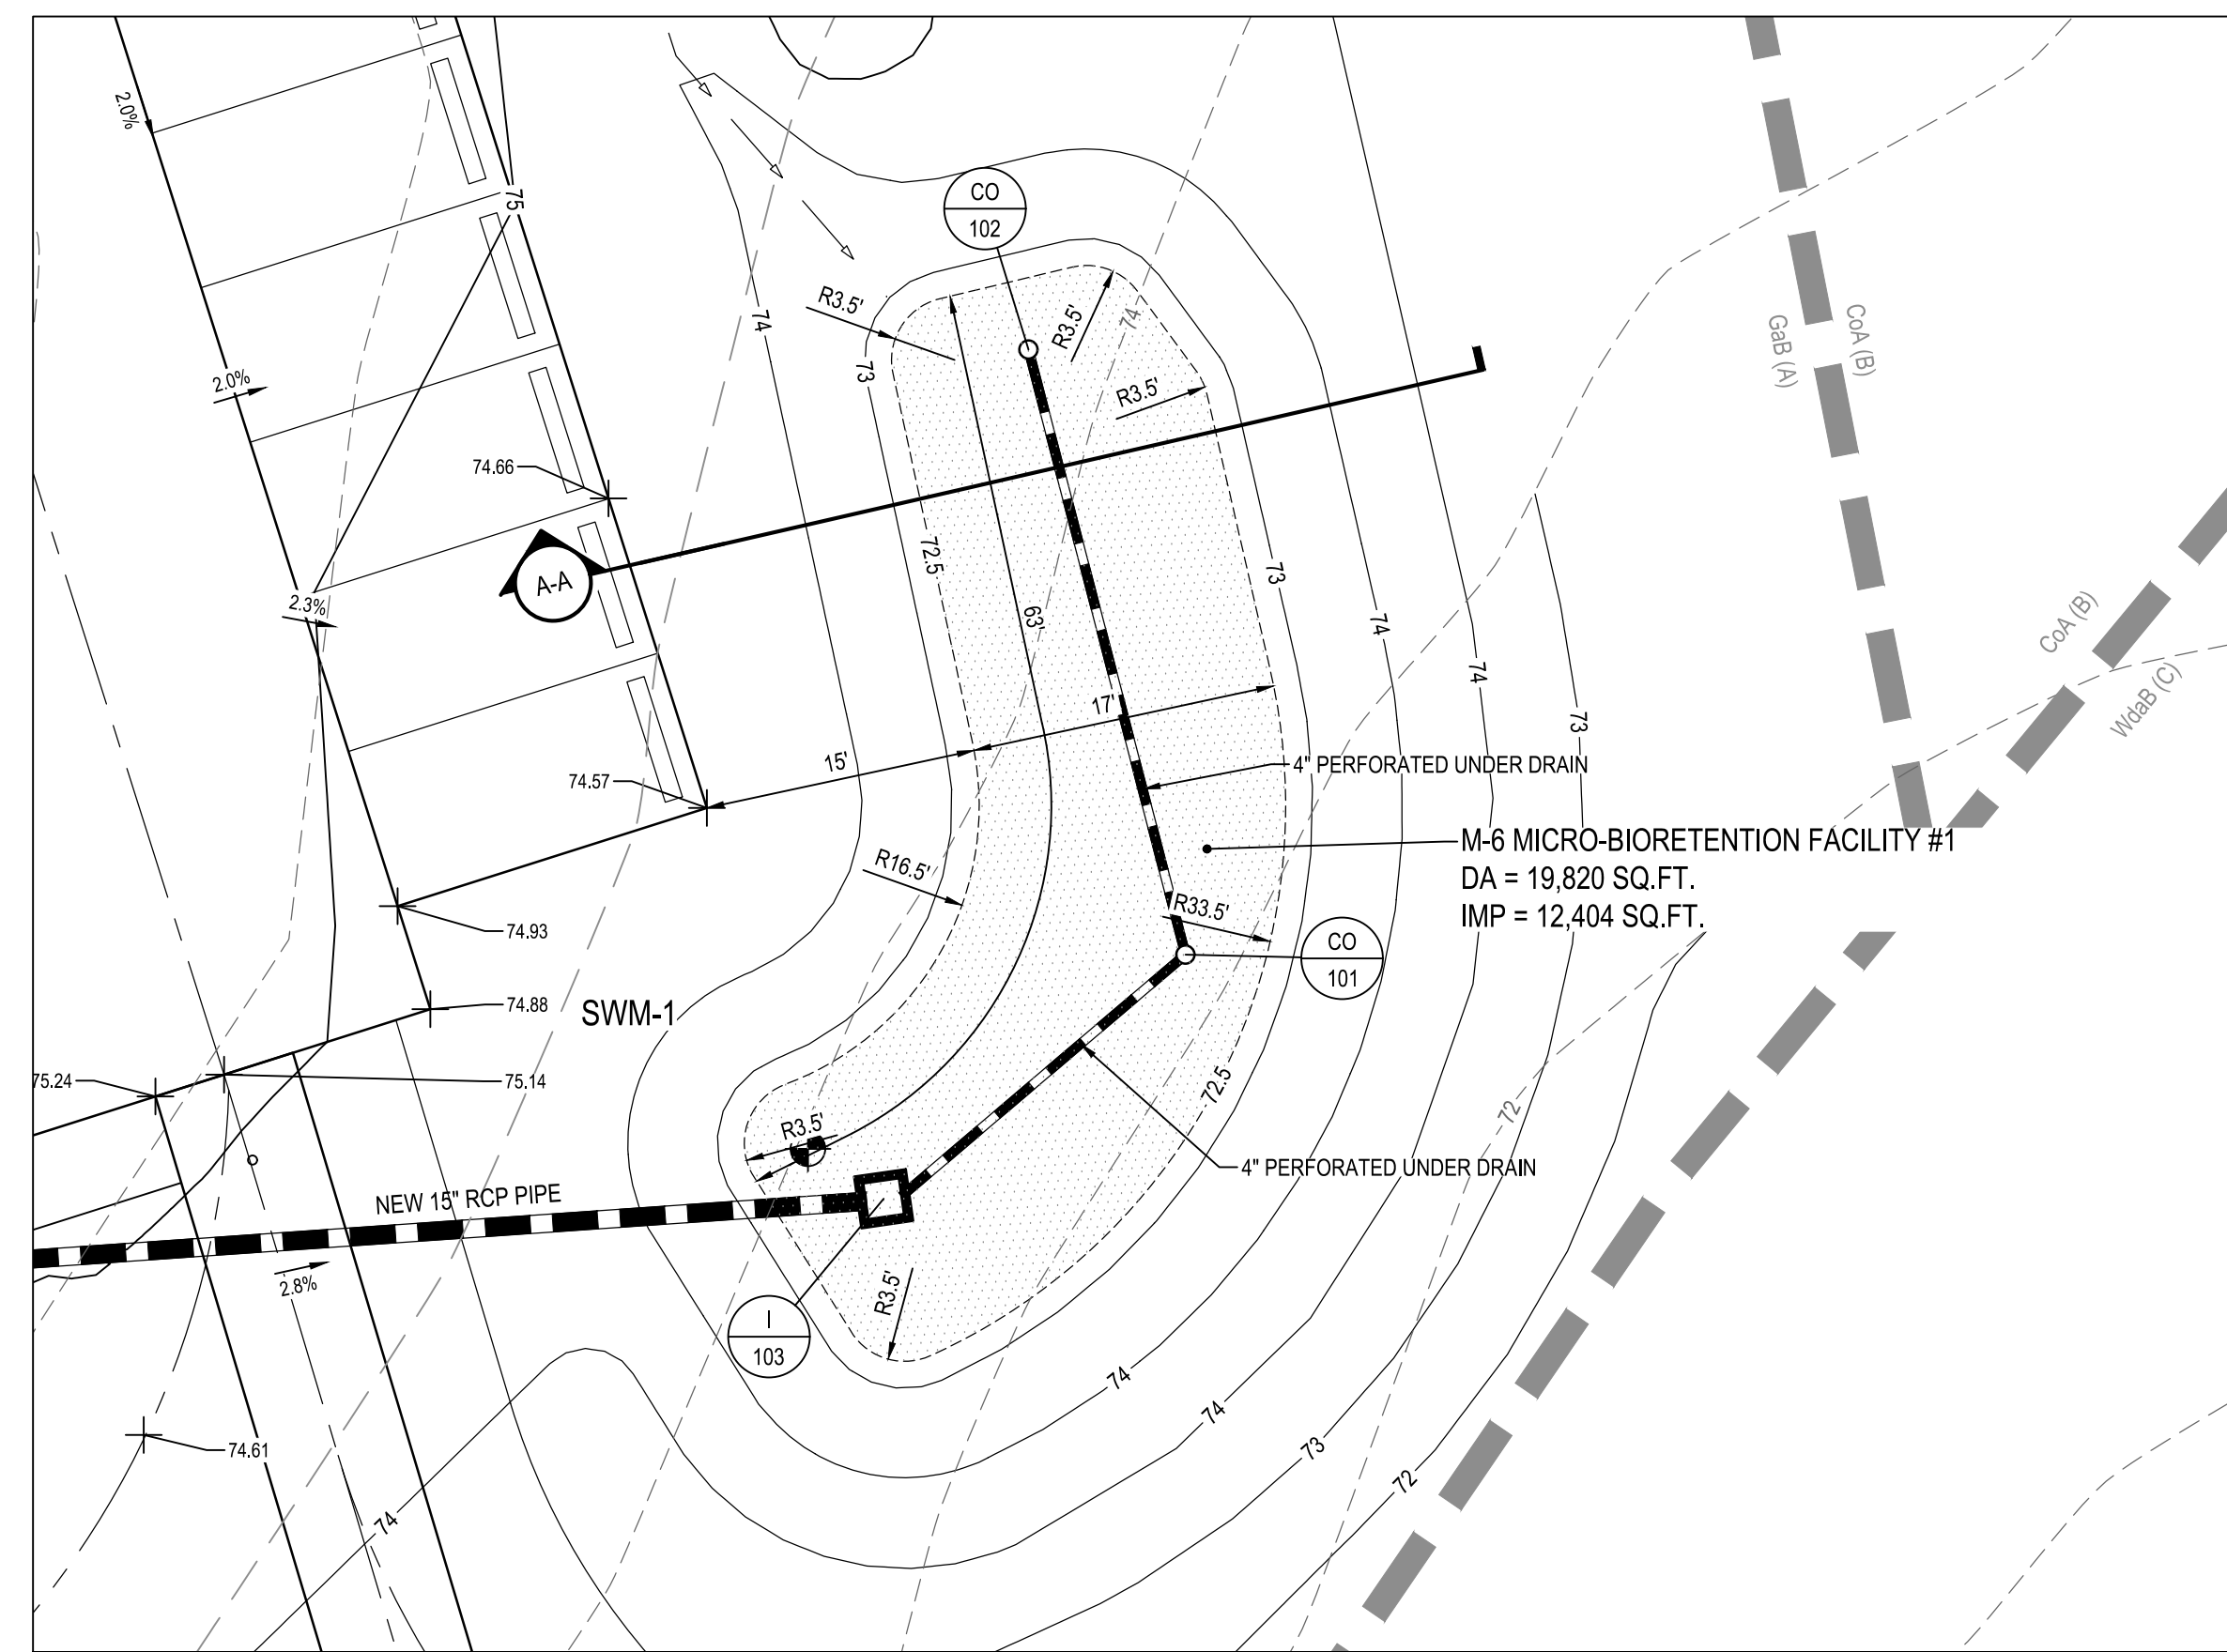 2.0%
75
CO
102
R3.5'
R3.5'
74
74
CoA (B)
GaB (A)
73
2.0%
R3.5'
74.66
72.5
A-A
73
2.3%
63'
74
CoA (B)
74
WdaB (C)
17'
73
15'
4" PERFORATED UNDER DRAIN
74.57
M-6 MICRO-BIORETENTION FACILITY #1
R16.5'
DA = 19,820 SQ.FT.
R33.5'
IMP = 12,404 SQ.FT.
74.93
CO
101
74.88
SWM-1
75.24
75.14
72.5
72
R3.5'
4" PERFORATED UNDER DRAIN
NEW 15" RCP PIPE
2.8%
R3.5'
I
103
74
74
74.61
73
72
74